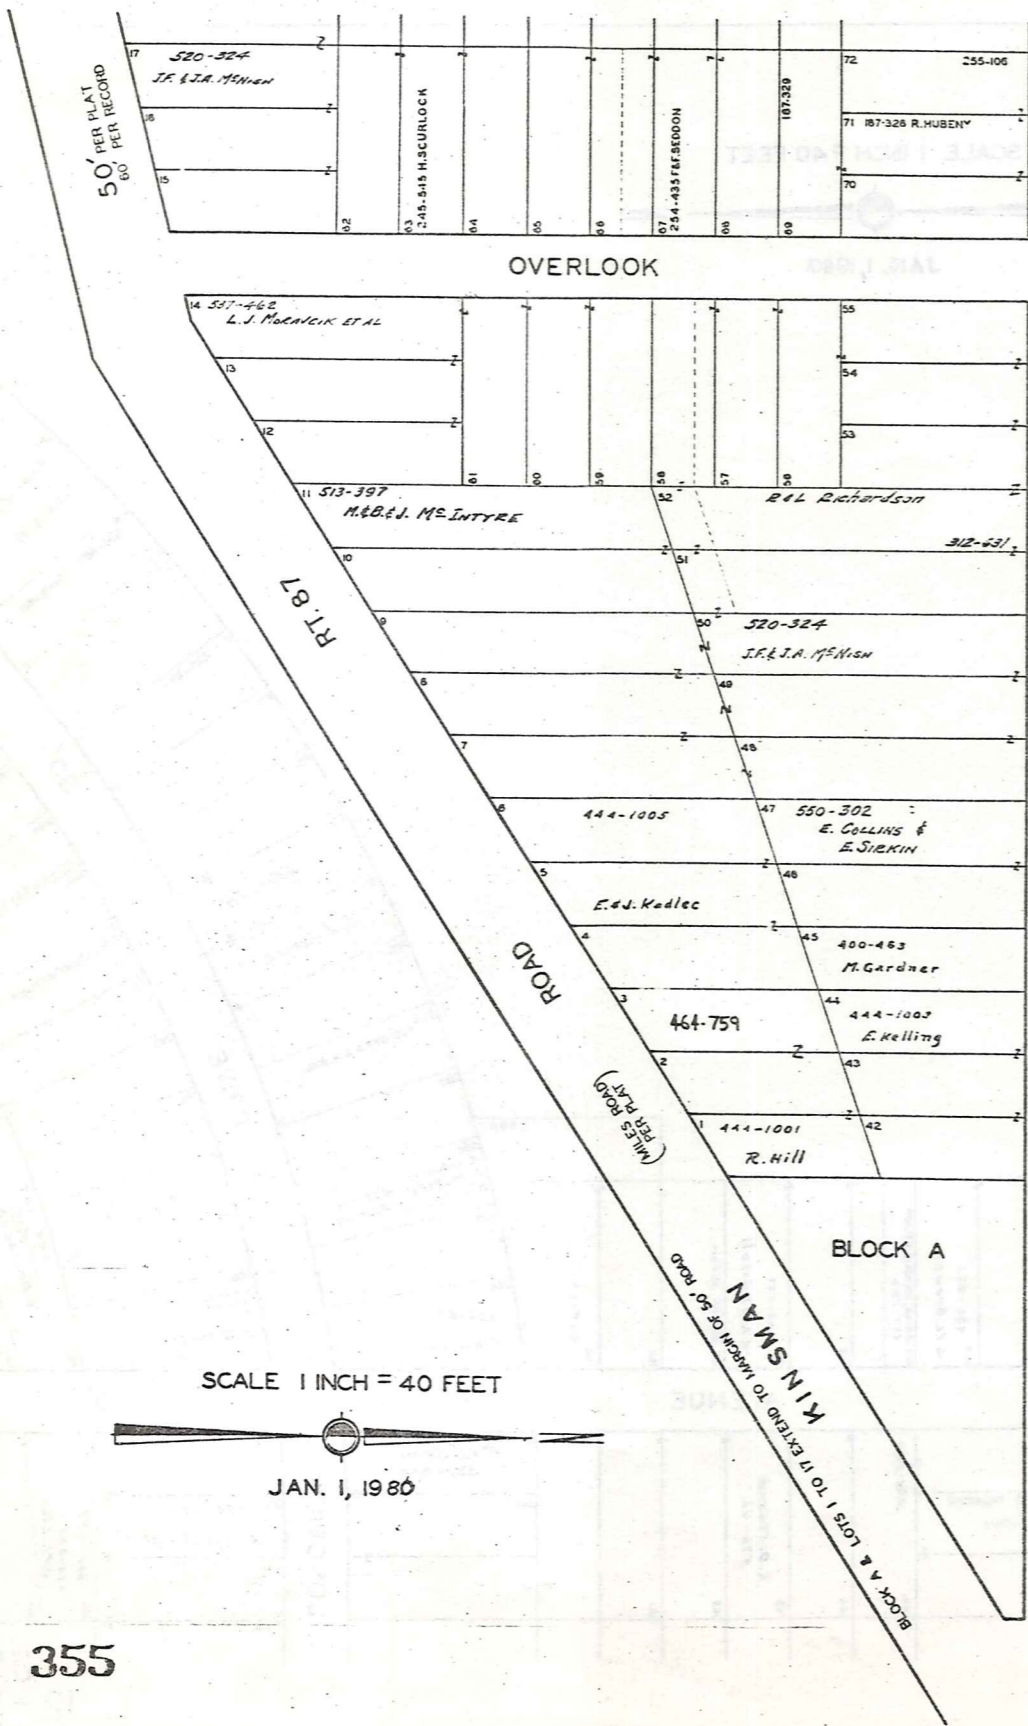 50' PER PLAT
60' PER RECORD
17
520-324
J.F. & J.A. McNISH
16
15
62
63
245-545 H.SCURLOCK
64
65
66
67
254-435 F&F.SEDDON
68
69
187-329
72
255-106
71 187-326 R.HUBENY
70
OVERLOOK
14 537-462
L.J. MORAVCIK ET AL
13
12
61
60
59
58
57
56
55
54
53
11 513-397
M.&B.&J. McINTYRE
52
R&L Richardson
312-631
10
51
9
50
520-324
J.F.& J.A. McNISH
RT. 87
8
49
7
48
6
444-1005
47
550-302
E. COLLINS &
E. SIRKIN
5
46
E.&J. Kadlec
4
45
400-463
M. Gardner
ROAD
3
464-759
44
444-1003
E. Kelling
2
43
(MILES ROAD
PER PLAT)
1
444-1001
R. Hill
42
BLOCK A
KINSMAN
BLOCK A & LOTS 1 TO 17 EXTEND TO MARGIN OF 50' ROAD
SCALE 1 INCH = 40 FEET
JAN. 1, 1986
355